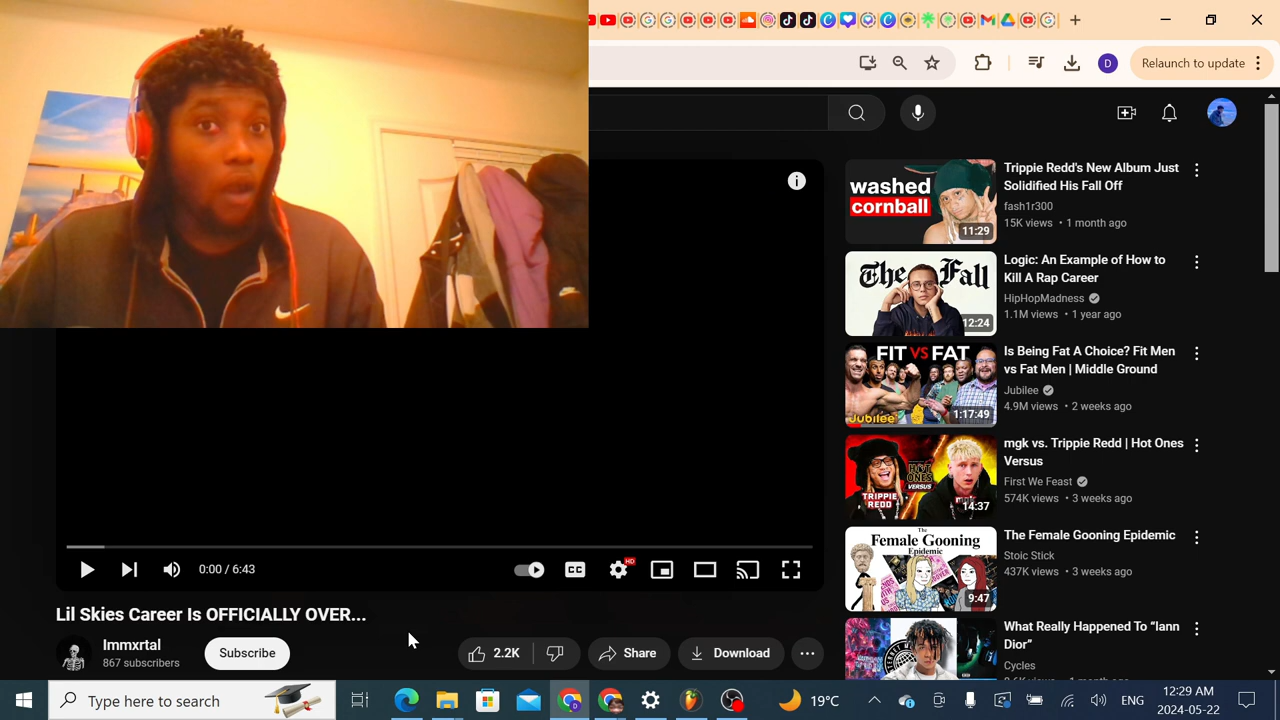 Relaunch to update
D
washed
cornball
11:29
Trippie Redd's New Album Just
Solidified His Fall Off
fash1r300
15K views • 1 month ago
The Fall
12:24
Logic: An Example of How to
Kill A Rap Career
HipHopMadness
1.1M views • 1 year ago
FIT VS FAT
Jubilee
1:17:49
Is Being Fat A Choice? Fit Men
vs Fat Men | Middle Ground
Jubilee
4.9M views • 2 weeks ago
HOT ONES
VERSUS
TRIPPIE
REDD
14:37
mgk vs. Trippie Redd | Hot Ones
Versus
First We Feast
574K views • 3 weeks ago
The
Female Gooning
Epidemic
9:47
The Female Gooning Epidemic
Stoic Stick
437K views • 3 weeks ago
What Really Happened To “Iann
Dior”
Cycles
0:00 / 6:43
CC
HD
Lil Skies Career Is OFFICIALLY OVER...
Immxrtal
867 subscribers
Subscribe
2.2K
Share
Download
Type here to search
19°C
ENG
2024-05-22